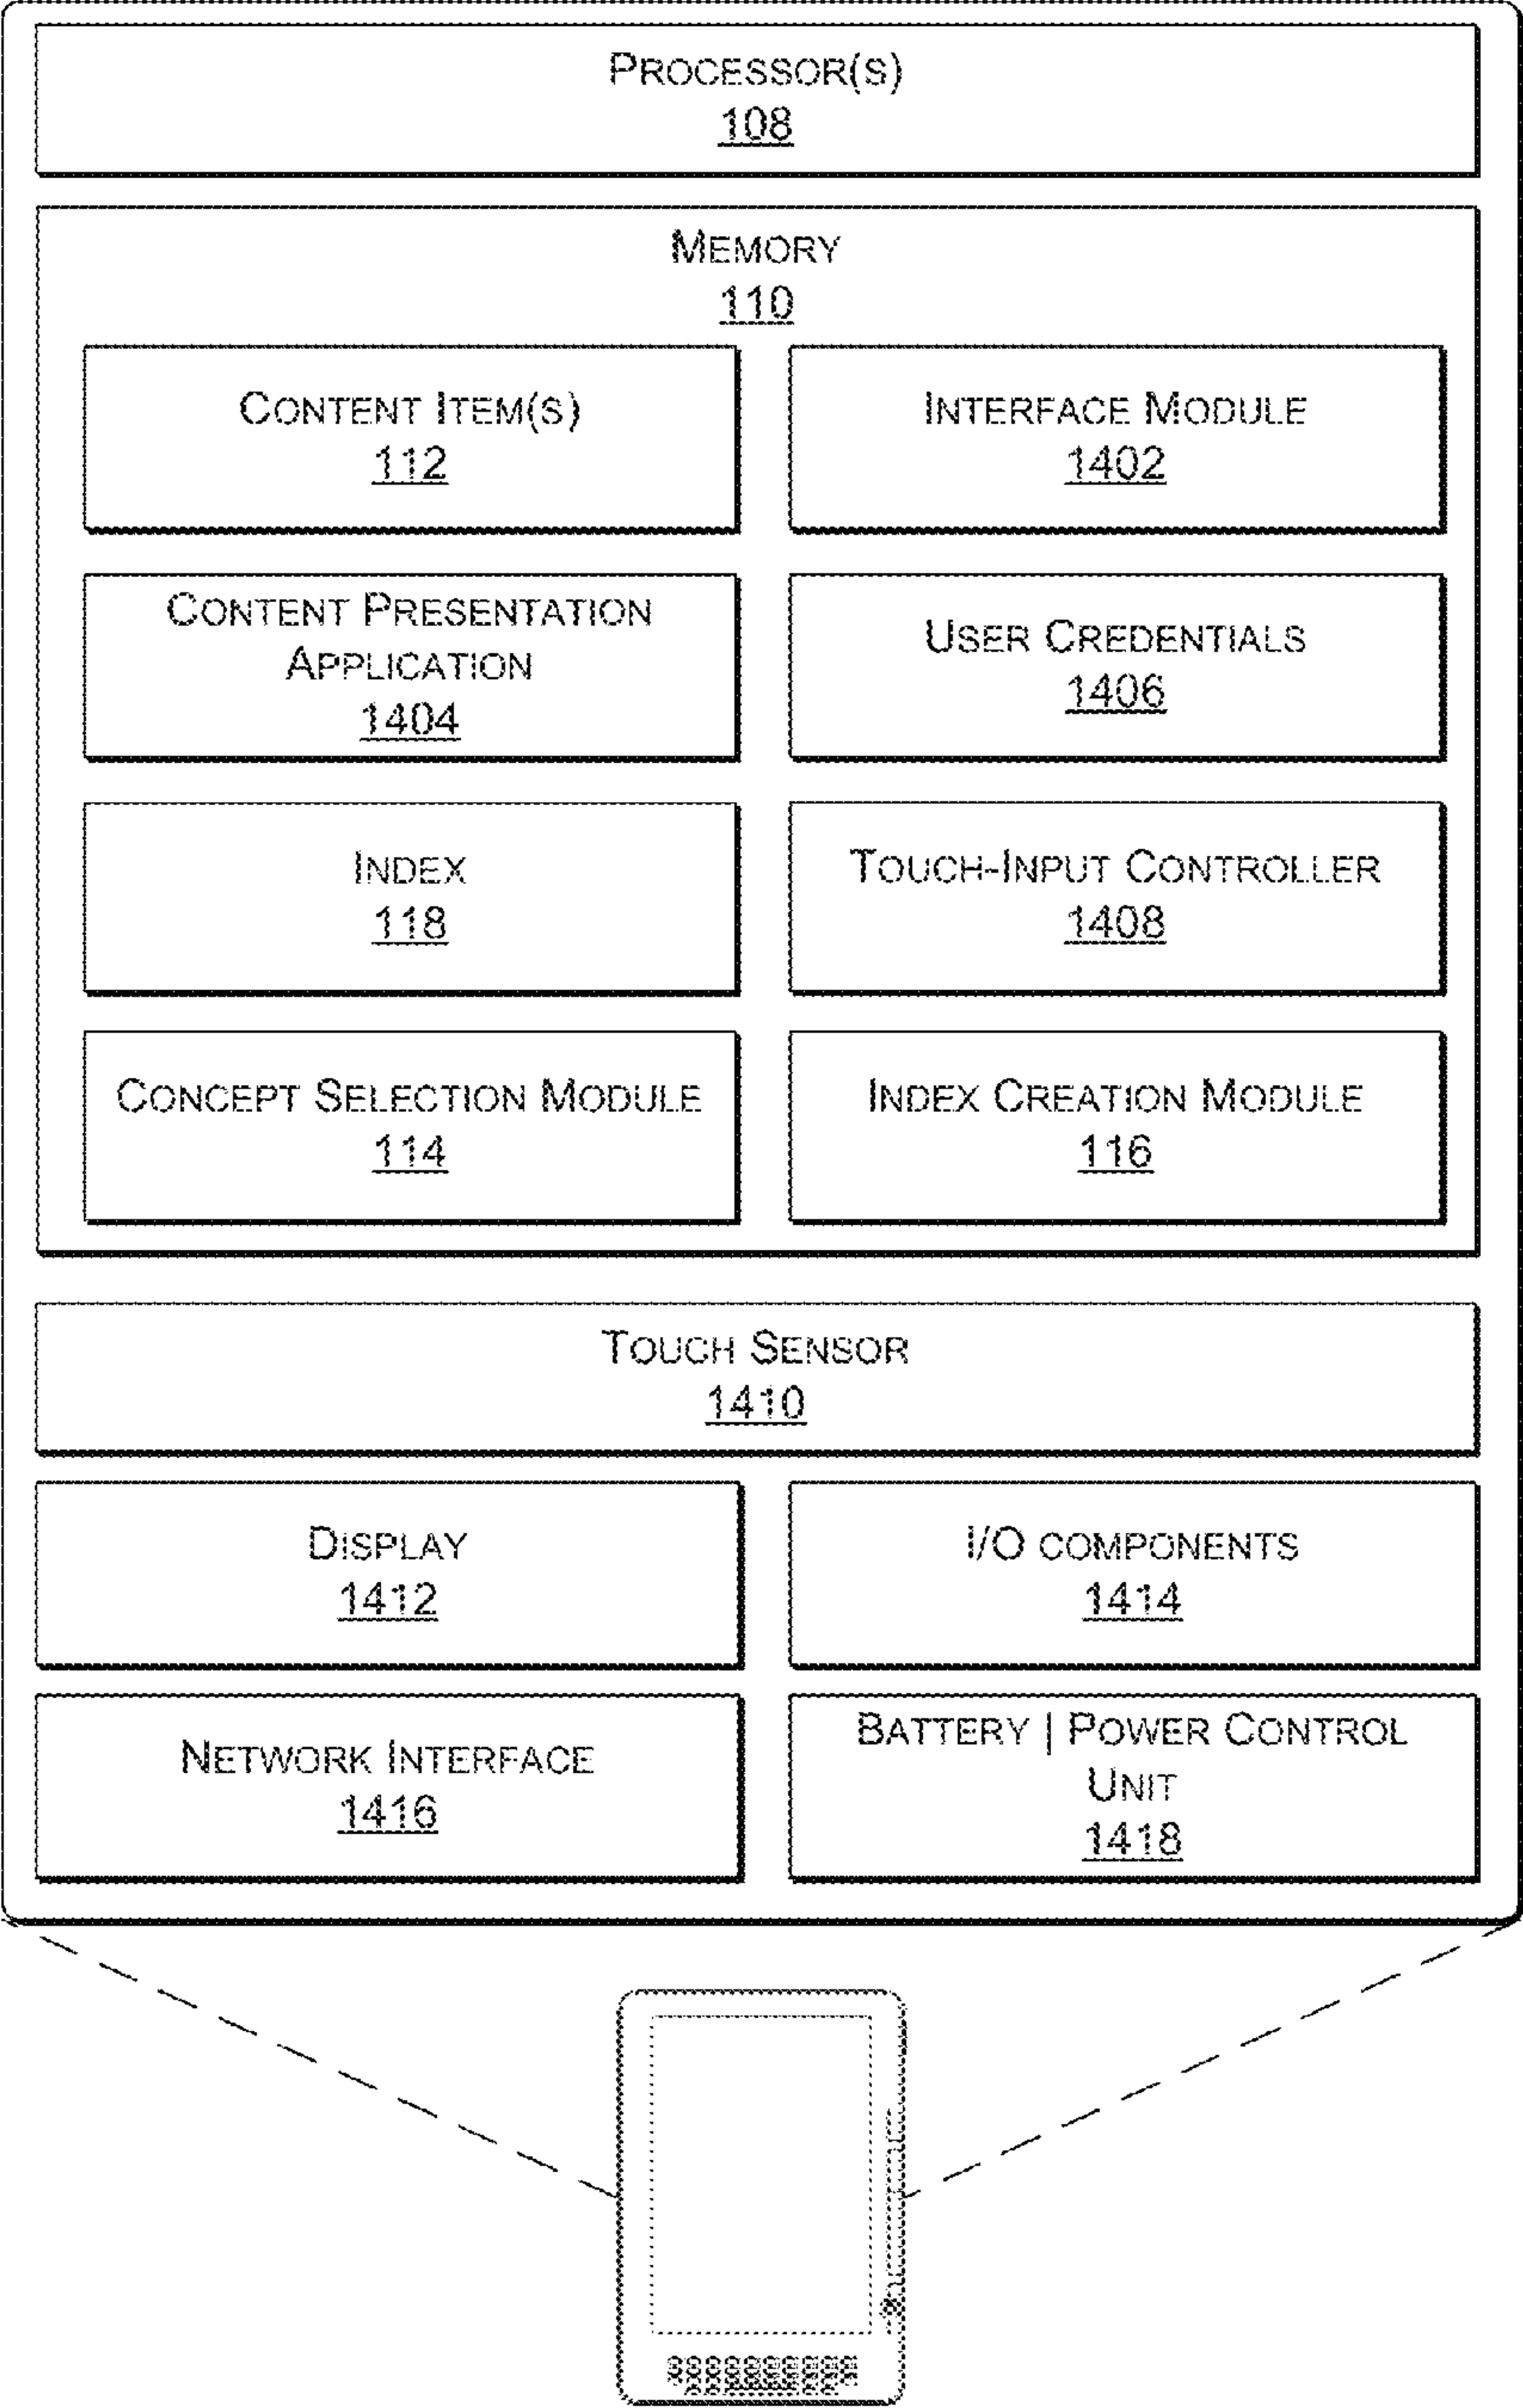 PROCESSOR(S)
108
MEMORY
110
CONTENT ITEM(S)
112
INTERFACE MODULE
1402
CONTENT PRESENTATION
APPLICATION
1404
USER CREDENTIALS
1406
INDEX
118
TOUCH-INPUT CONTROLLER
1408
CONCEPT SELECTION MODULE
114
INDEX CREATION MODULE
116
TOUCH SENSOR
1410
DISPLAY
1412
I/O COMPONENTS
1414
NETWORK INTERFACE
1416
BATTERY | POWER CONTROL
UNIT
1418